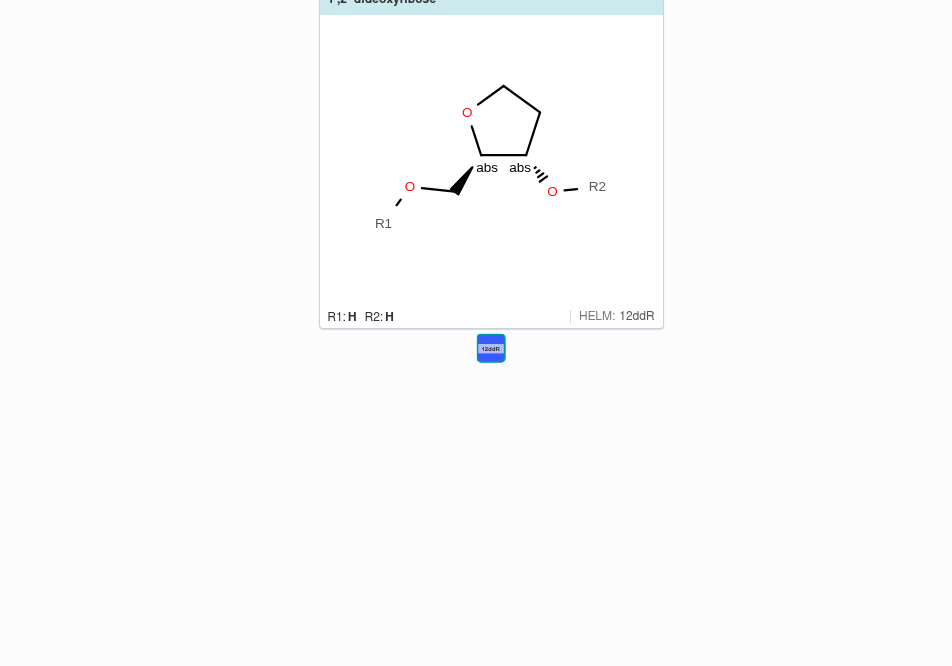 O
abs abs
O O R2
R1
R1: H R2: H HELM: 12ddR
12ddR